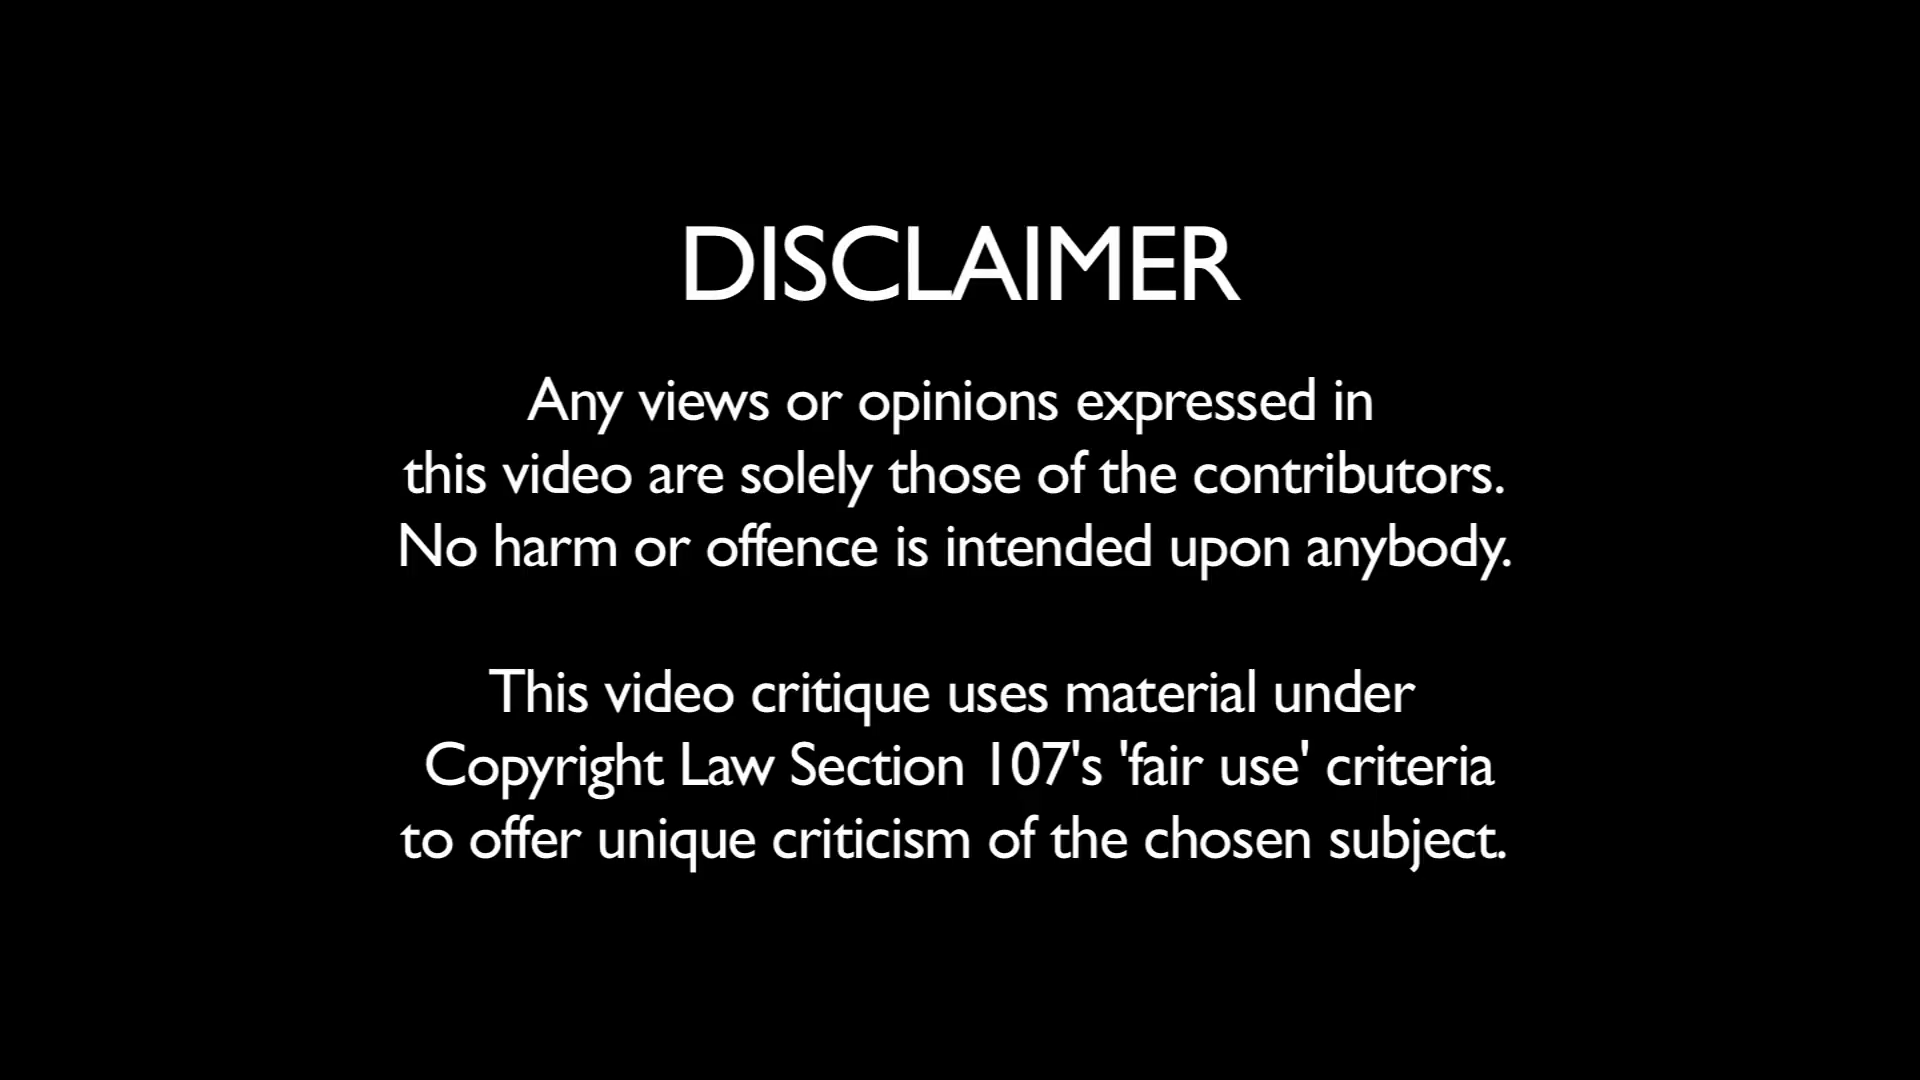 DISCLAIMER
Any views or opinions expressed in
this video are solely those of the contributors.
No harm or offence is intended upon anybody.
This video critique uses material under
Copyright Law Section 107's 'fair use' criteria
to offer unique criticism of the chosen subject.